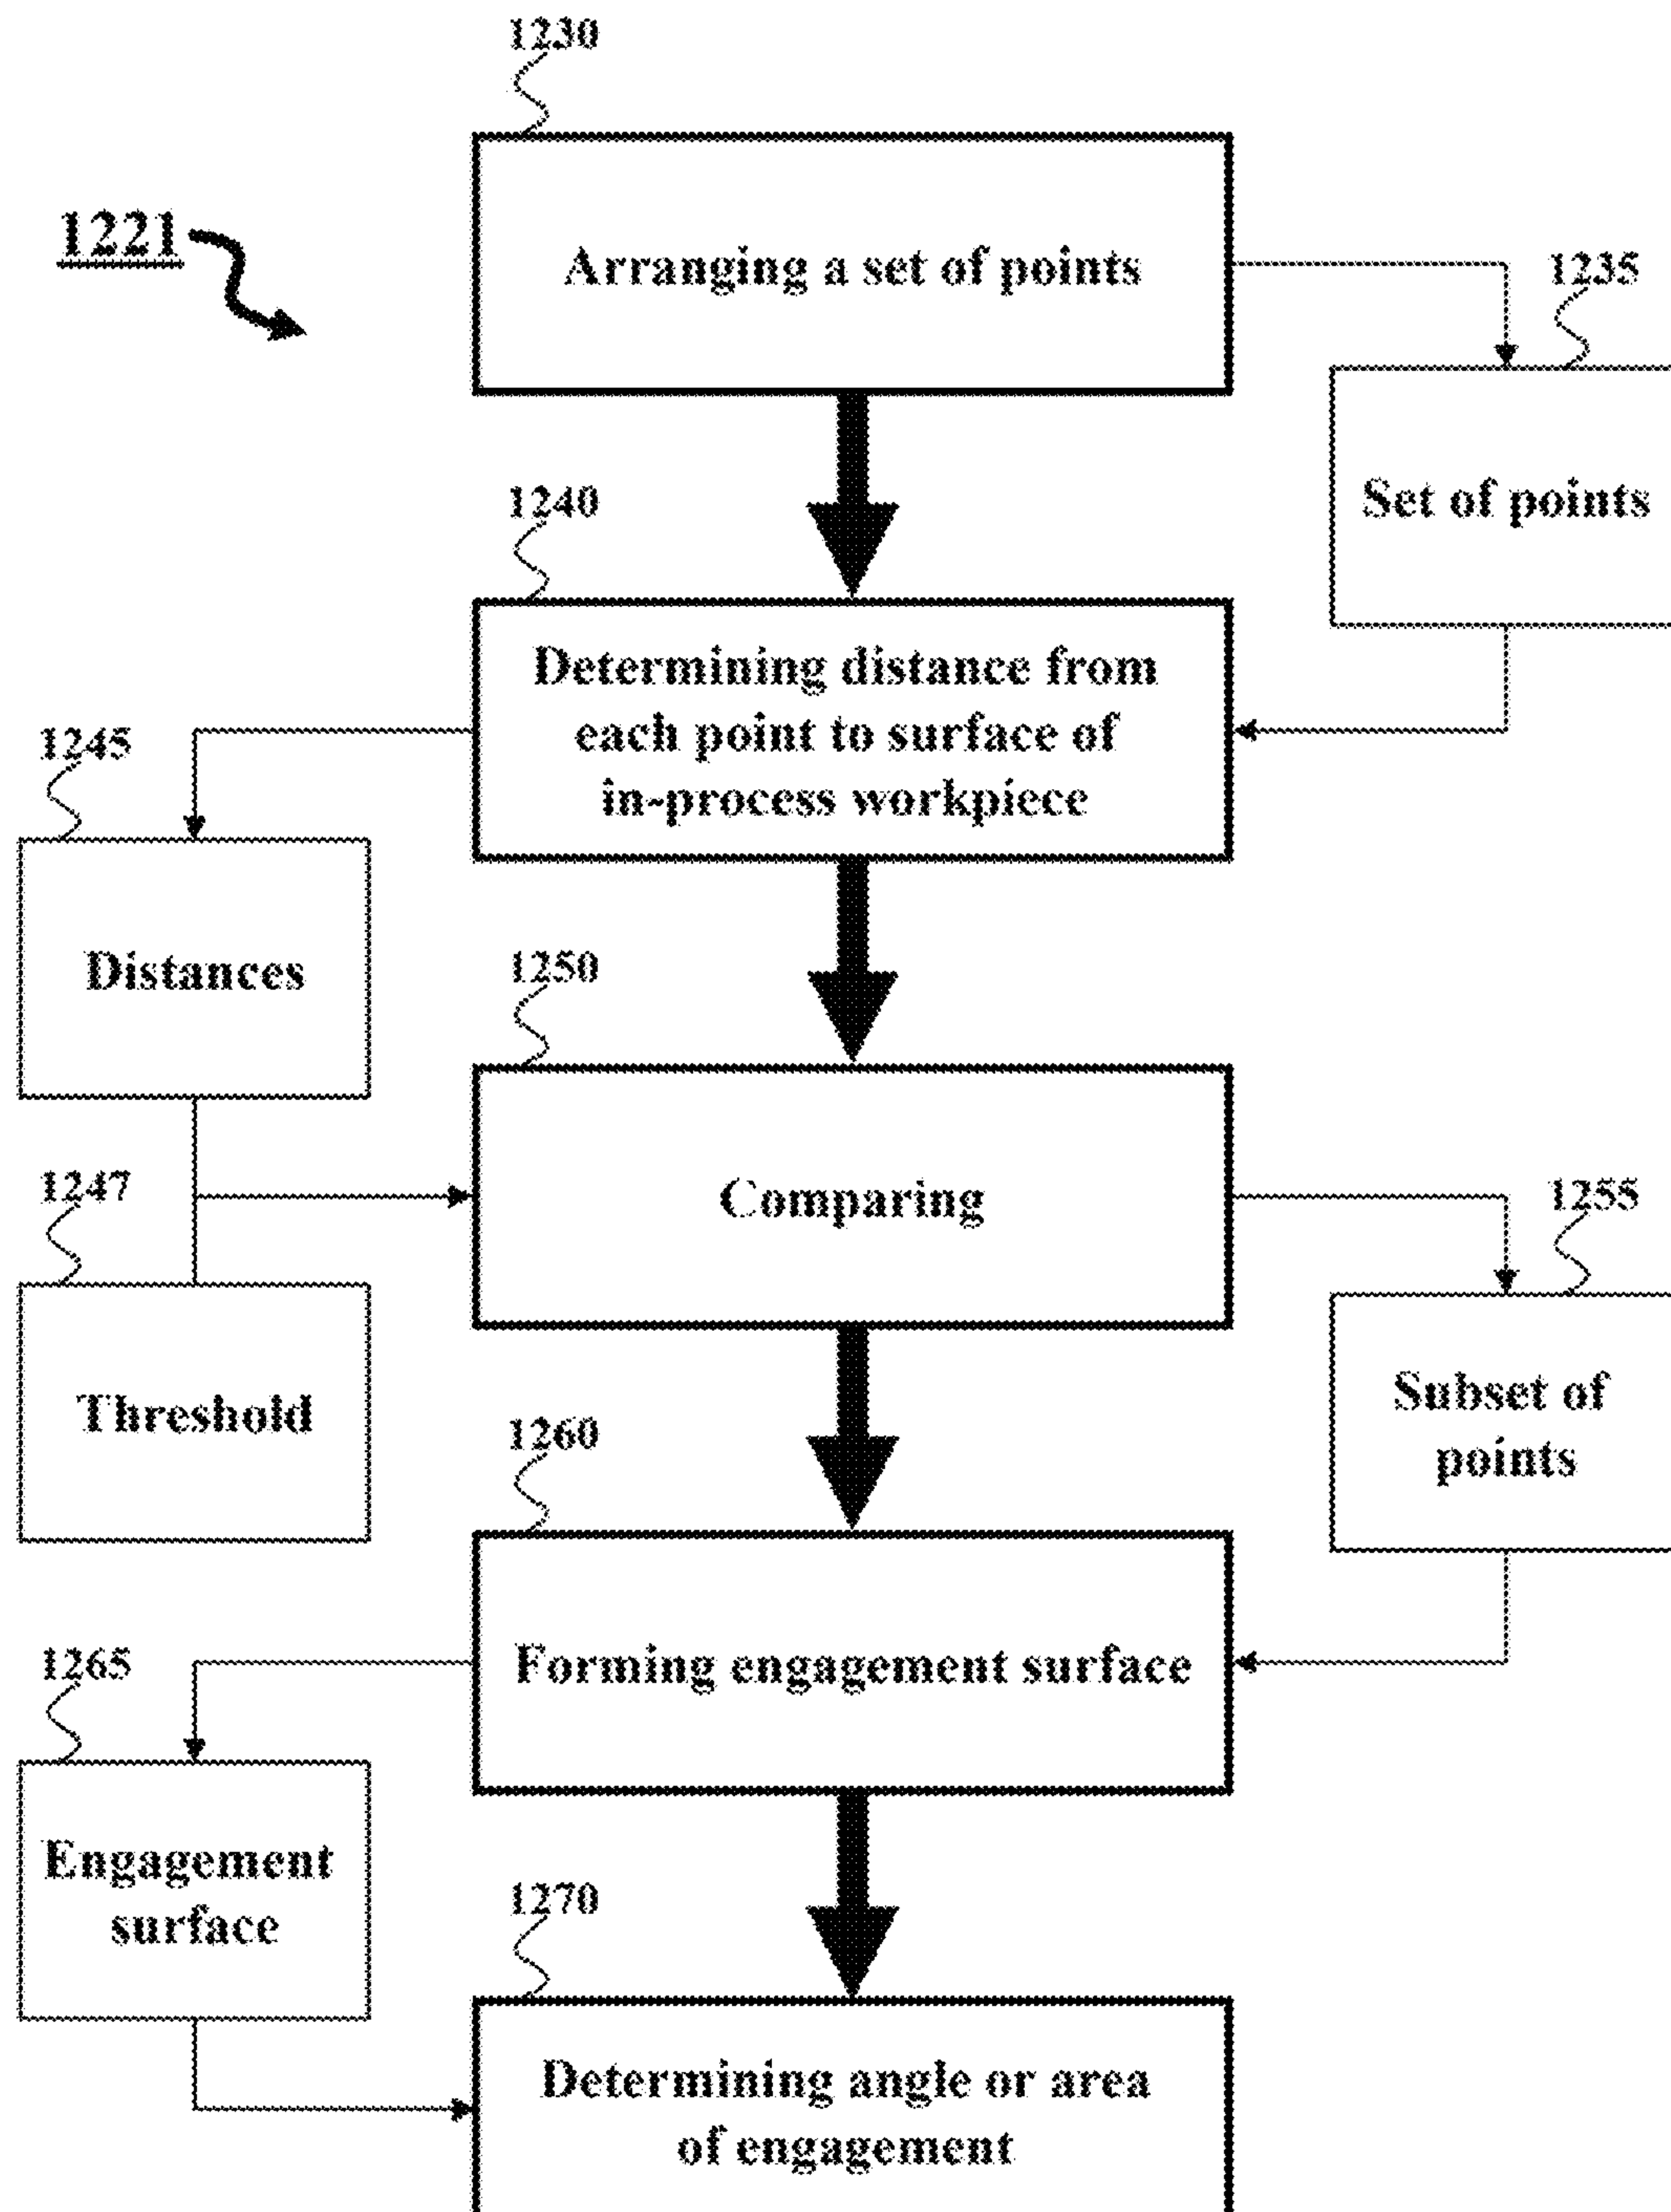 1230
1221
Arranging a set of points
1235
Set of points
1240
Determining distance from
each point to surface of
in-process workpiece
1245
Distances
1250
Comparing
1247
Threshold
1255
Subset of
points
1260
Forming engagement surface
1265
Engagement
surface
1270
Determining angle or area
of engagement